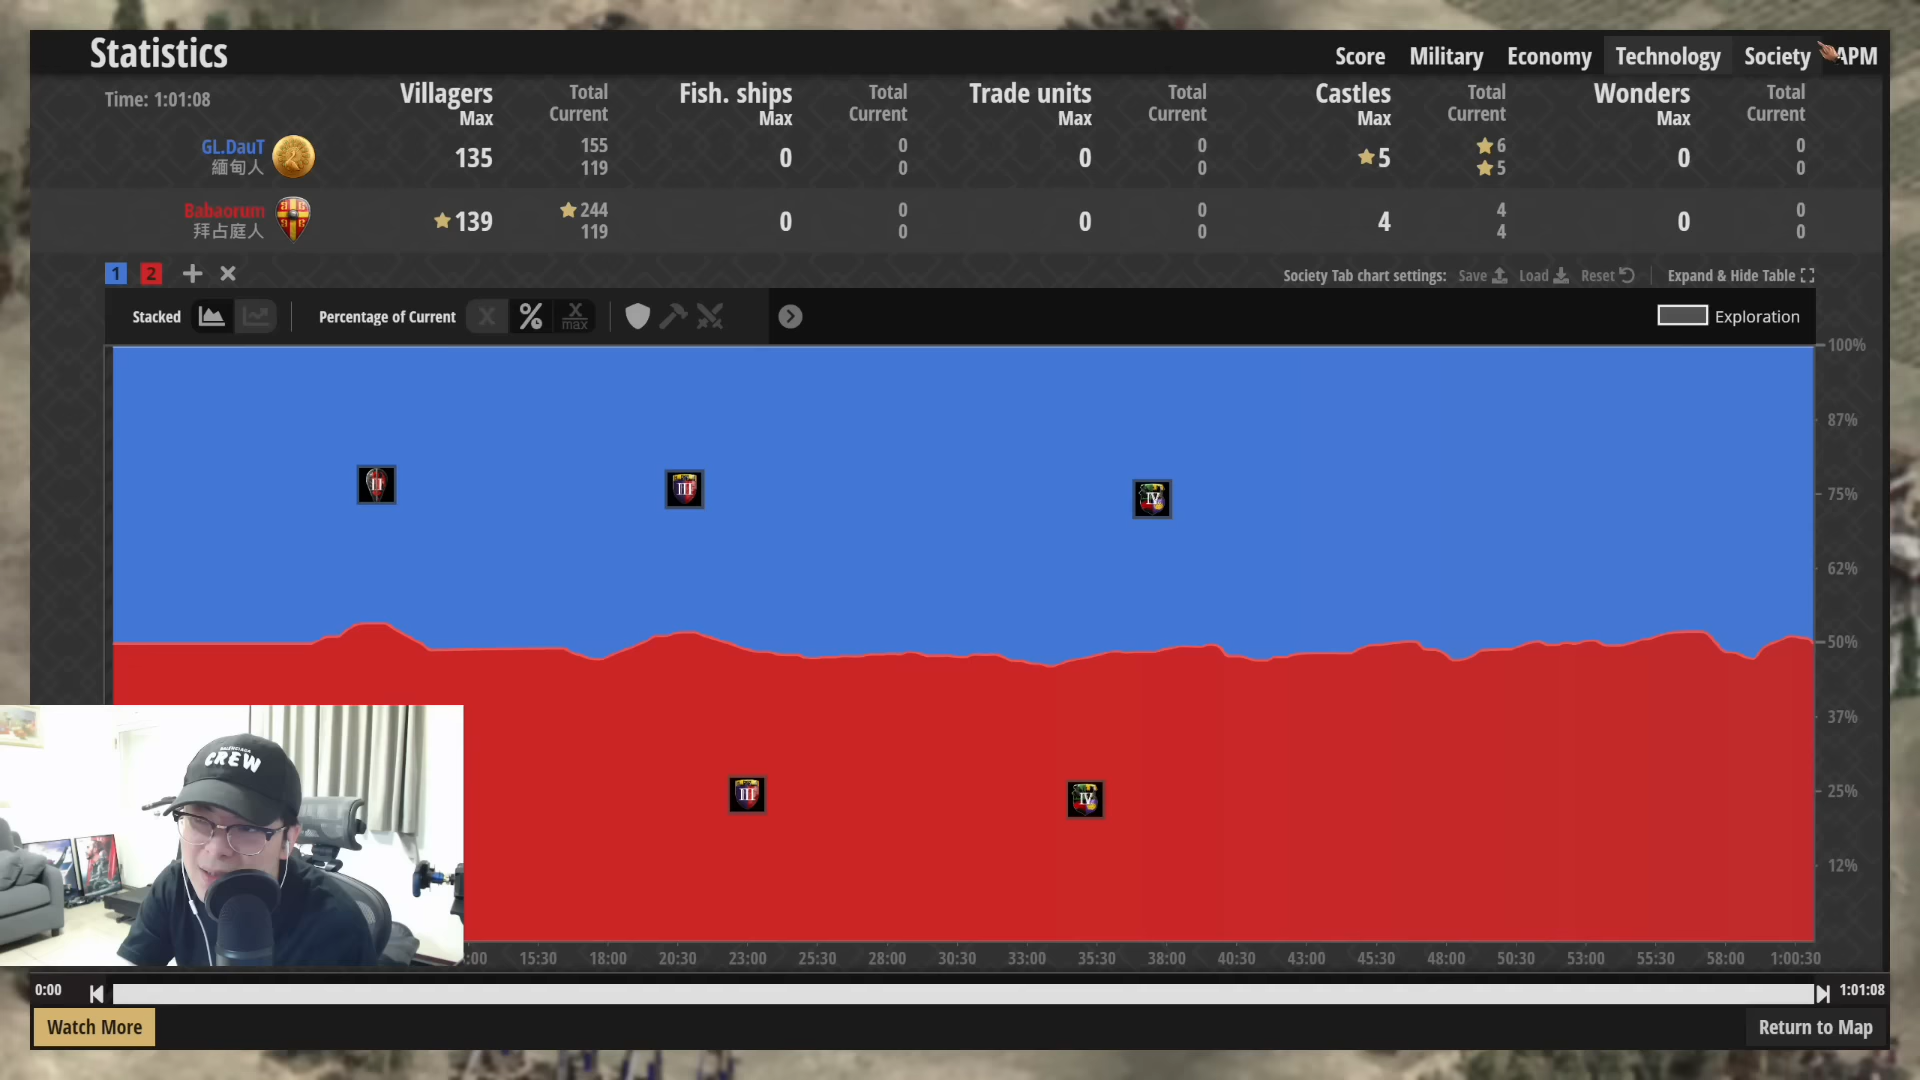 Statistics
Score Military Economy Technology Society APM
Time: 1:01:08
Villagers Max Total Current Fish. ships Max Total Current Trade units Max Total Current Castles Max Total Current Wonders Max Total Current
GL.DauT 135 155 0 0 0 0 5 6 0 0
緬甸人 119 0 0 5 0
Babaorum 139 244 0 0 0 0 4 4 0 0
拜占庭人 119 0 0 4 0
1 2 Society Tab chart settings: Save Load Reset Expand & Hide Table
Stacked Percentage of Current X % X max Exploration
100%
87%
II III IV 75%
62%
50%
37%
III IV 25%
12%
CREW
:00 15:30 18:00 20:30 23:00 25:30 28:00 30:30 33:00 35:30 38:00 40:30 43:00 45:30 48:00 50:30 53:00 55:30 58:00 1:00:30
0:00 1:01:08
Watch More Return to Map